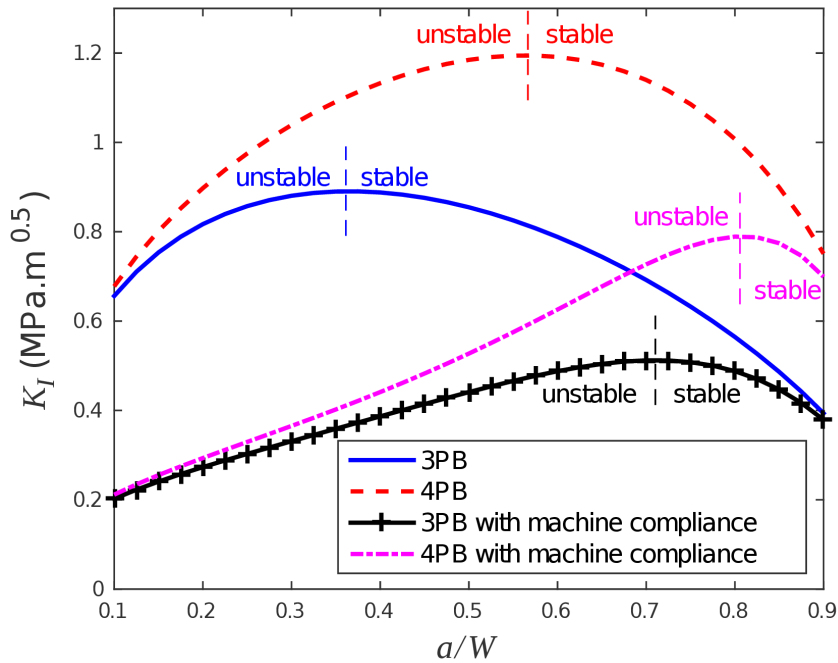 unstable stable
1.2
1
unstable stable
0.8
unstable
stable
0.6
unstable stable
0.4
3PB
4PB
3PB with machine compliance
4PB with machine compliance
0.2
0
0.1 0.2 0.3 0.4 0.5 0.6 0.7 0.8 0.9
a/W
K_I (MPa.m^0.5)